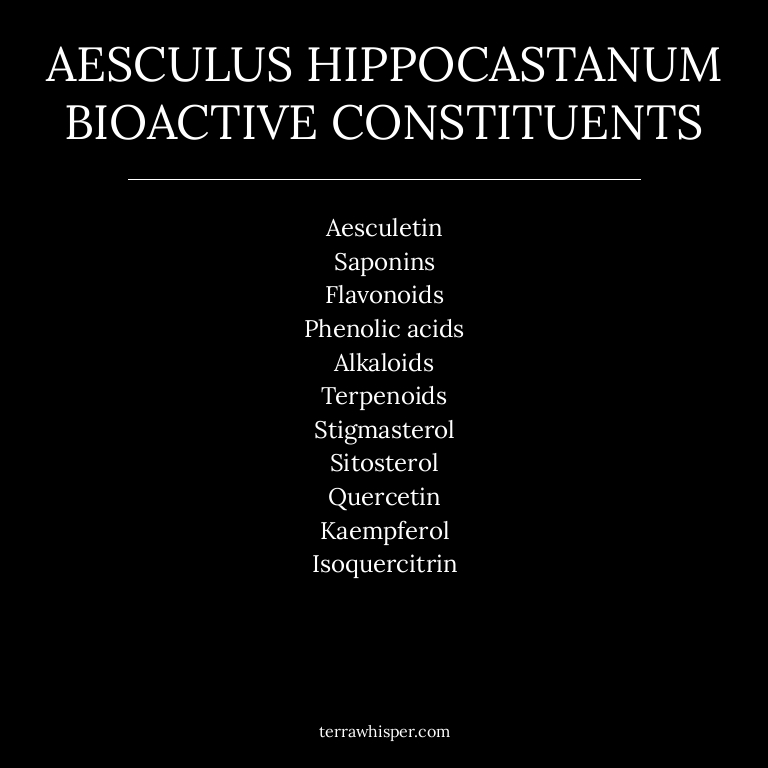 AESCULUS HIPPOCASTANUM
BIOACTIVE CONSTITUENTS
Aesculetin
Saponins
Flavonoids
Phenolic acids
Alkaloids
Terpenoids
Stigmasterol
Sitosterol
Quercetin
Kaempferol
Isoquercitrin
terrawhisper.com